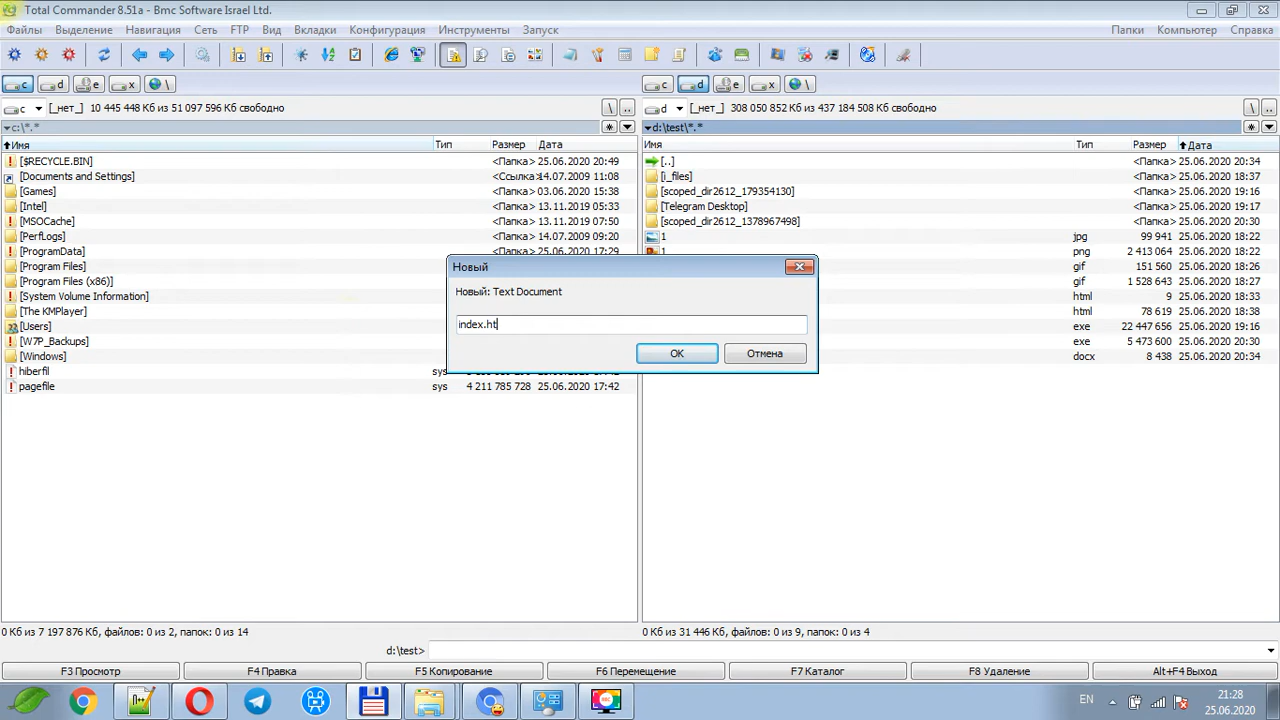 Total Commander 8.51a - Bmc Software Israel Ltd.
Файлы Выделение Навигация Сеть FTP Вид Вкладки Конфигурация Инструменты Запуск Папки Компьютер Справка
c d e x \
c d e x \
c [_нет_] 10 445 448 Кб из 51 097 596 Кб свободно \ ..
d [_нет_] 308 050 852 Кб из 437 184 508 Кб свободно \ ..
c:\*.*
Имя Тип Размер Дата
[$RECYCLE.BIN] <Папка> 25.06.2020 20:49
[Documents and Settings] <Ссылка> 14.07.2009 11:08
[Games] <Папка> 03.06.2020 15:38
[Intel] <Папка> 13.11.2019 05:33
[MSOCache] <Папка> 13.11.2019 07:50
[PerfLogs] <Папка> 14.07.2009 09:20
[ProgramData] <Папка> 25.06.2020 17:29
[Program Files]
[Program Files (x86)]
[System Volume Information]
[The KMPlayer]
[Users]
[W7P_Backups]
[Windows]
hiberfil sys
pagefile sys 4 211 785 728 25.06.2020 17:42
d:\test\*.*
Имя Тип Размер Дата
[..] <Папка> 25.06.2020 20:34
[i_files] <Папка> 25.06.2020 18:37
[scoped_dir2612_179354130] <Папка> 25.06.2020 19:16
[Telegram Desktop] <Папка> 25.06.2020 19:17
[scoped_dir2612_1378967498] <Папка> 25.06.2020 20:30
1 jpg 99 941 25.06.2020 18:22
1 png 2 413 064 25.06.2020 18:22
gif 151 560 25.06.2020 18:26
gif 1 528 643 25.06.2020 18:27
html 9 25.06.2020 18:33
html 78 619 25.06.2020 18:38
exe 22 447 656 25.06.2020 19:16
exe 5 473 600 25.06.2020 20:30
docx 8 438 25.06.2020 20:34
Новый
Новый: Text Document
index.ht
OK Отмена
0 Кб из 7 197 876 Кб, файлов: 0 из 2, папок: 0 из 14
0 Кб из 31 446 Кб, файлов: 0 из 9, папок: 0 из 4
d:\test>
F3 Просмотр F4 Правка F5 Копирование F6 Перемещение F7 Каталог F8 Удаление Alt+F4 Выход
EN 21:28
25.06.2020